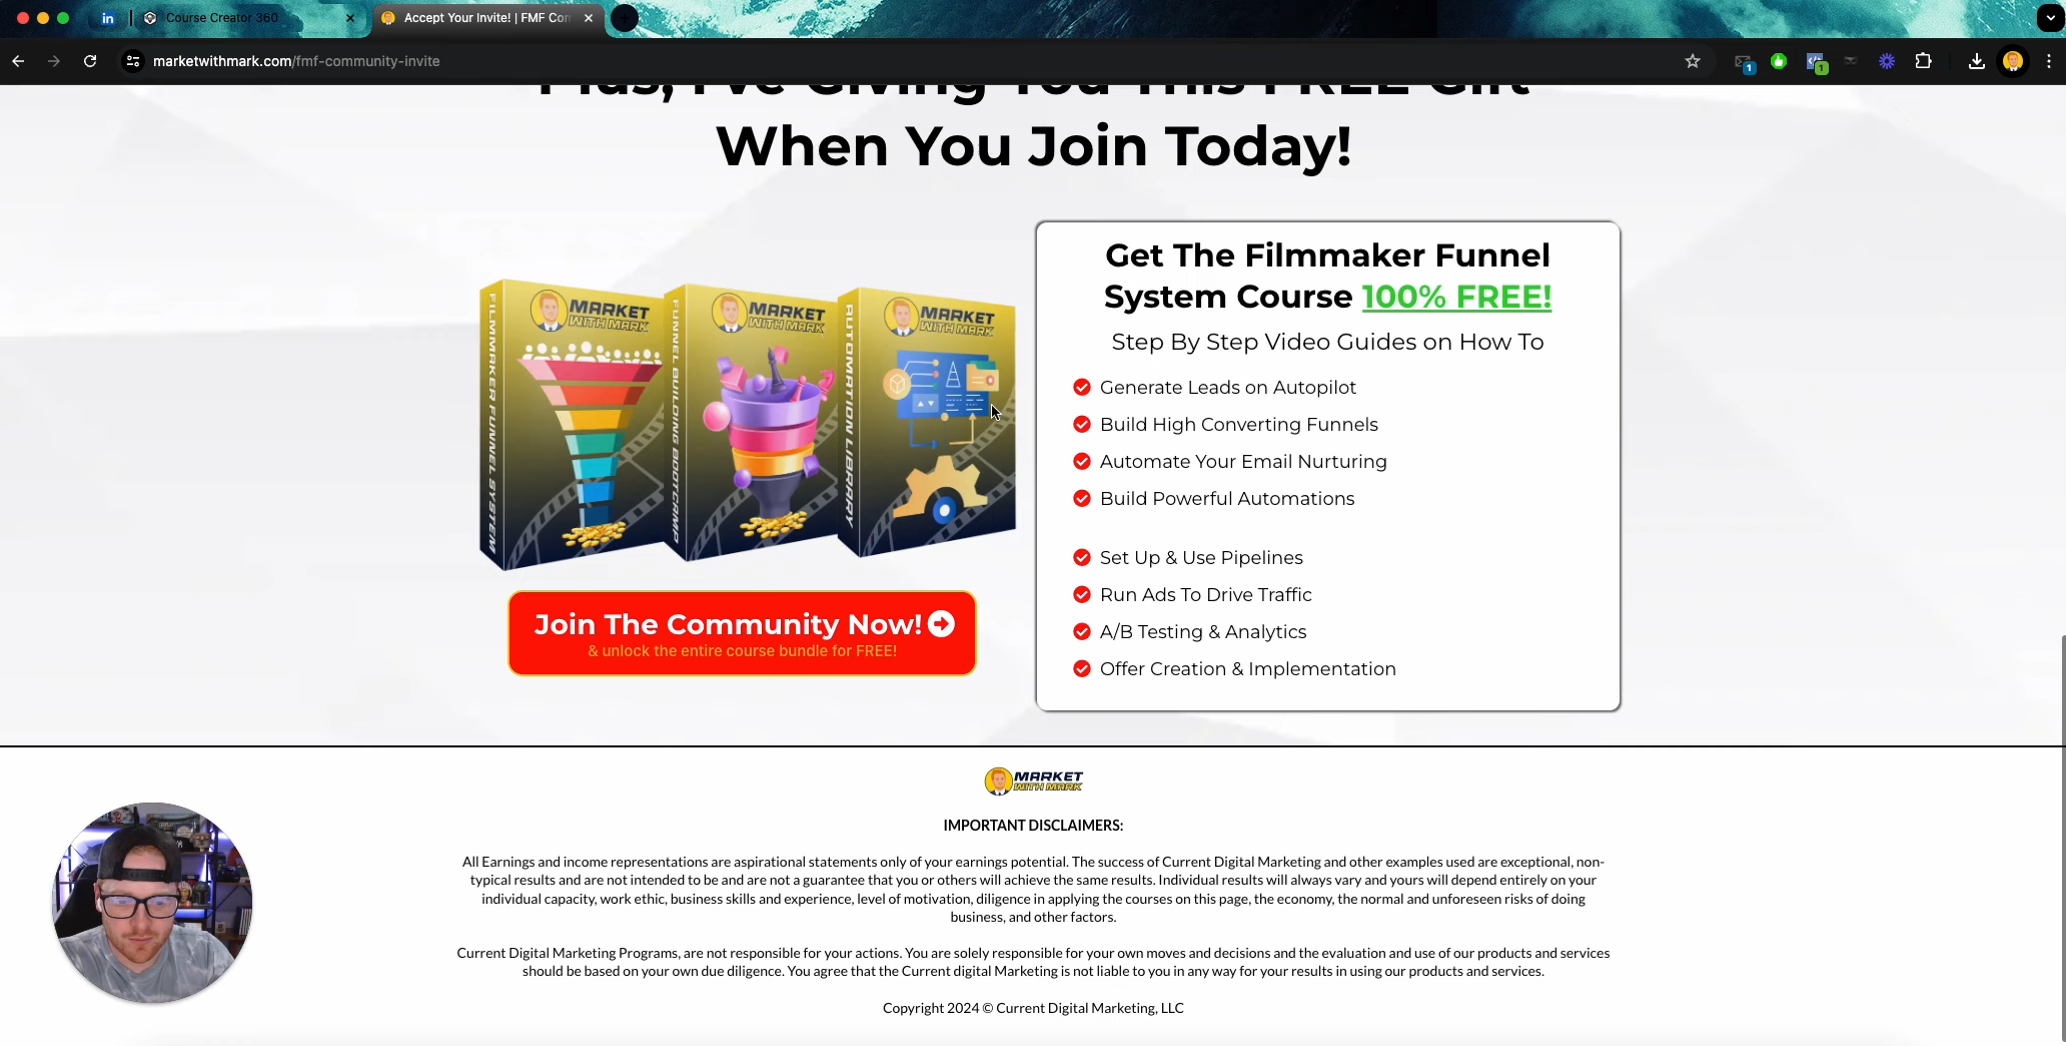 Course Creator 360
Accept Your Invite! | FMF Com
marketwithmark.com/fmf-community-invite
1
1
Plus, I've Giving You This FREE Gift
When You Join Today!
FILMMAKER FUNNEL SYSTEM
MARKET
WITH MARK
FUNNEL BUILDING BOOTCAMP
MARKET
WITH MARK
AUTOMATION LIBRARY
MARKET
WITH MARK
Join The Community Now!
& unlock the entire course bundle for FREE!
Get The Filmmaker Funnel
System Course 100% FREE!
Step By Step Video Guides on How To
Generate Leads on Autopilot
Build High Converting Funnels
Automate Your Email Nurturing
Build Powerful Automations
Set Up & Use Pipelines
Run Ads To Drive Traffic
A/B Testing & Analytics
Offer Creation & Implementation
MARKET
WITH MARK
IMPORTANT DISCLAIMERS:
All Earnings and income representations are aspirational statements only of your earnings potential. The success of Current Digital Marketing and other examples used are exceptional, non-
typical results and are not intended to be and are not a guarantee that you or others will achieve the same results. Individual results will always vary and yours will depend entirely on your
individual capacity, work ethic, business skills and experience, level of motivation, diligence in applying the courses on this page, the economy, the normal and unforeseen risks of doing
business, and other factors.
Current Digital Marketing Programs, are not responsible for your actions. You are solely responsible for your own moves and decisions and the evaluation and use of our products and services
should be based on your own due diligence. You agree that the Current digital Marketing is not liable to you in any way for your results in using our products and services.
Copyright 2024 © Current Digital Marketing, LLC